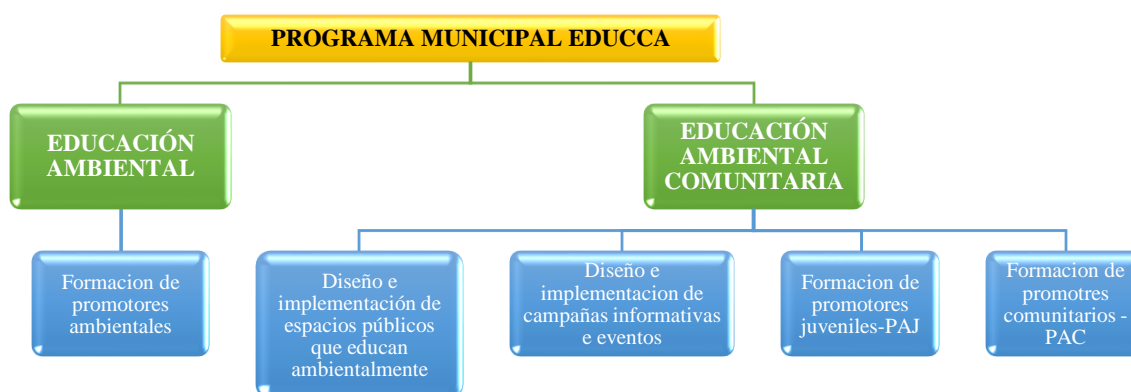 PROGRAMA MUNICIPAL EDUCCA
EDUCACIÓN
AMBIENTAL
EDUCACIÓN
AMBIENTAL
COMUNITARIA
Formacion de
promotores
ambientales
Diseño e
implementación de
espacios públicos
que educan
ambientalmente
Diseño e
implementacion de
campañas informativas
e eventos
Formación de
promotores
juveniles-PAJ
Formacion de
promotres
comunitarios -
PAC